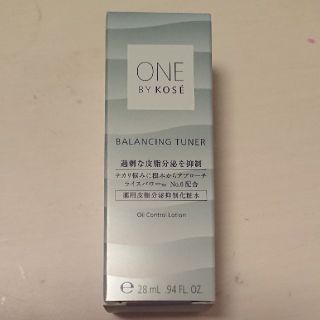 ONE
BY KOSÉ
BALANCING TUNER
過剰な皮脂分泌を抑制
テカリ悩みに根本からアプローチ
ライスパワー®※ No.6 配合
薬用皮脂分泌抑制化粧水
Oil Control Lotion
℮ 28 mL .94 FL. OZ.